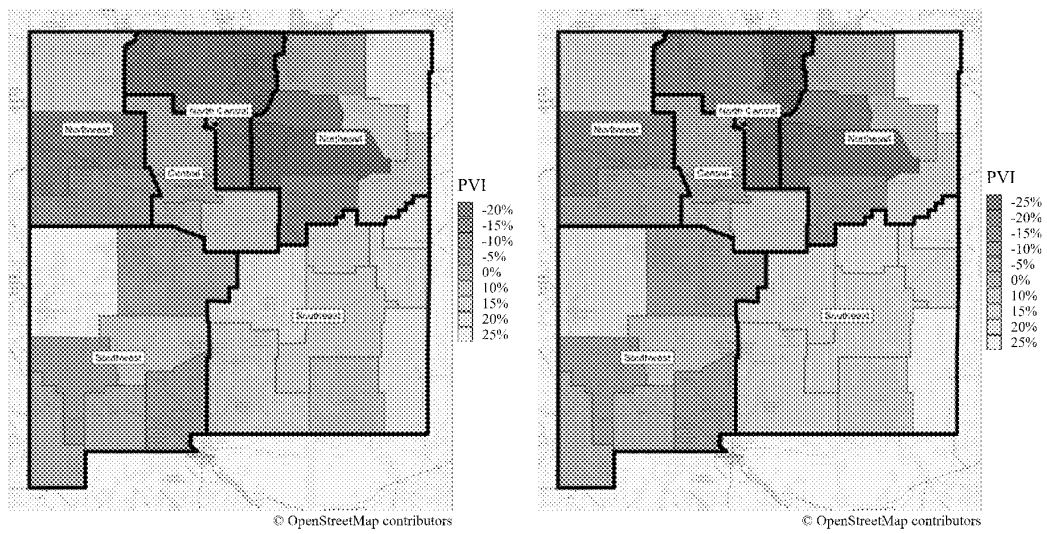 North Central
Northwest
Northeast
Central
Southeast
Southwest
PVI
-20%
-15%
-10%
-5%
0%
10%
15%
20%
25%
© OpenStreetMap contributors
North Central
Northwest
Northeast
Central
Southeast
Southwest
PVI
-25%
-20%
-15%
-10%
-5%
0%
10%
15%
20%
25%
© OpenStreetMap contributors